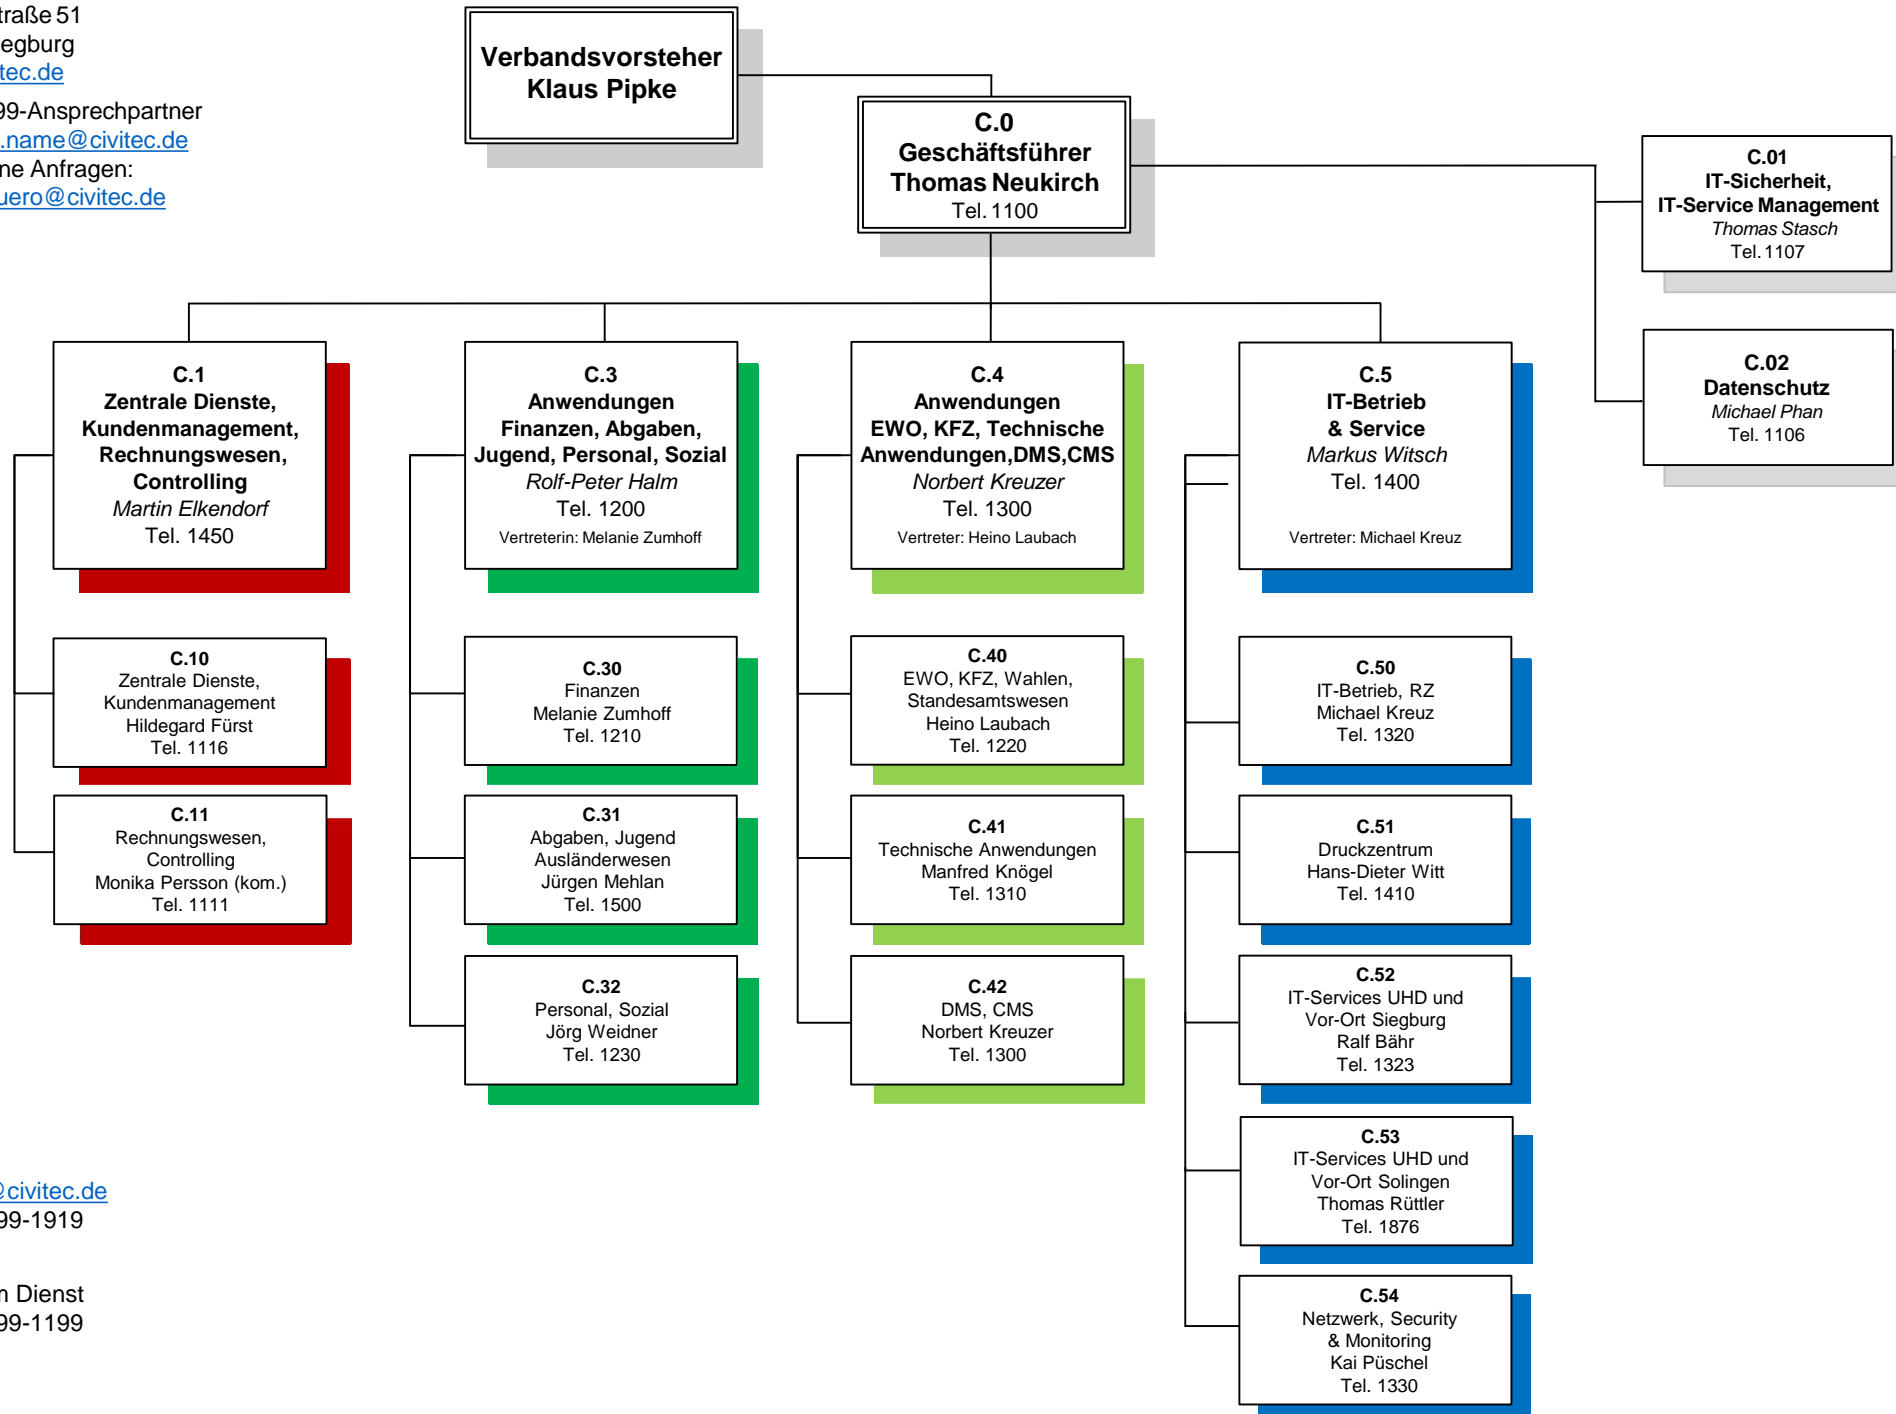 traße 51
egburg
tec.de
99-Ansprechpartner
.name@civitec.de
ne Anfragen:
uero@civitec.de
Verbandsvorsteher
Klaus Pipke
C.0
Geschäftsführer
Thomas Neukirch
Tel. 1100
C.01
IT-Sicherheit,
IT-Service Management
Thomas Stasch
Tel. 1107
C.02
Datenschutz
Michael Phan
Tel. 1106
C.1
Zentrale Dienste,
Kundenmanagement,
Rechnungswesen,
Controlling
Martin Elkendorf
Tel. 1450
C.10
Zentrale Dienste,
Kundenmanagement
Hildegard Fürst
Tel. 1116
C.11
Rechnungswesen,
Controlling
Monika Persson (kom.)
Tel. 1111
C.3
Anwendungen
Finanzen, Abgaben,
Jugend, Personal, Sozial
Rolf-Peter Halm
Tel. 1200
Vertreterin: Melanie Zumhoff
C.30
Finanzen
Melanie Zumhoff
Tel. 1210
C.31
Abgaben, Jugend
Ausländerwesen
Jürgen Mehlan
Tel. 1500
C.32
Personal, Sozial
Jörg Weidner
Tel. 1230
C.4
Anwendungen
EWO, KFZ, Technische
Anwendungen,DMS,CMS
Norbert Kreuzer
Tel. 1300
Vertreter: Heino Laubach
C.40
EWO, KFZ, Wahlen,
Standesamtswesen
Heino Laubach
Tel. 1220
C.41
Technische Anwendungen
Manfred Knögel
Tel. 1310
C.42
DMS, CMS
Norbert Kreuzer
Tel. 1300
C.5
IT-Betrieb
& Service
Markus Witsch
Tel. 1400
Vertreter: Michael Kreuz
C.50
IT-Betrieb, RZ
Michael Kreuz
Tel. 1320
C.51
Druckzentrum
Hans-Dieter Witt
Tel. 1410
C.52
IT-Services UHD und
Vor-Ort Siegburg
Ralf Bähr
Tel. 1323
C.53
IT-Services UHD und
Vor-Ort Solingen
Thomas Rüttler
Tel. 1876
C.54
Netzwerk, Security
& Monitoring
Kai Püschel
Tel. 1330
@civitec.de
99-1919
Dienst
99-1199